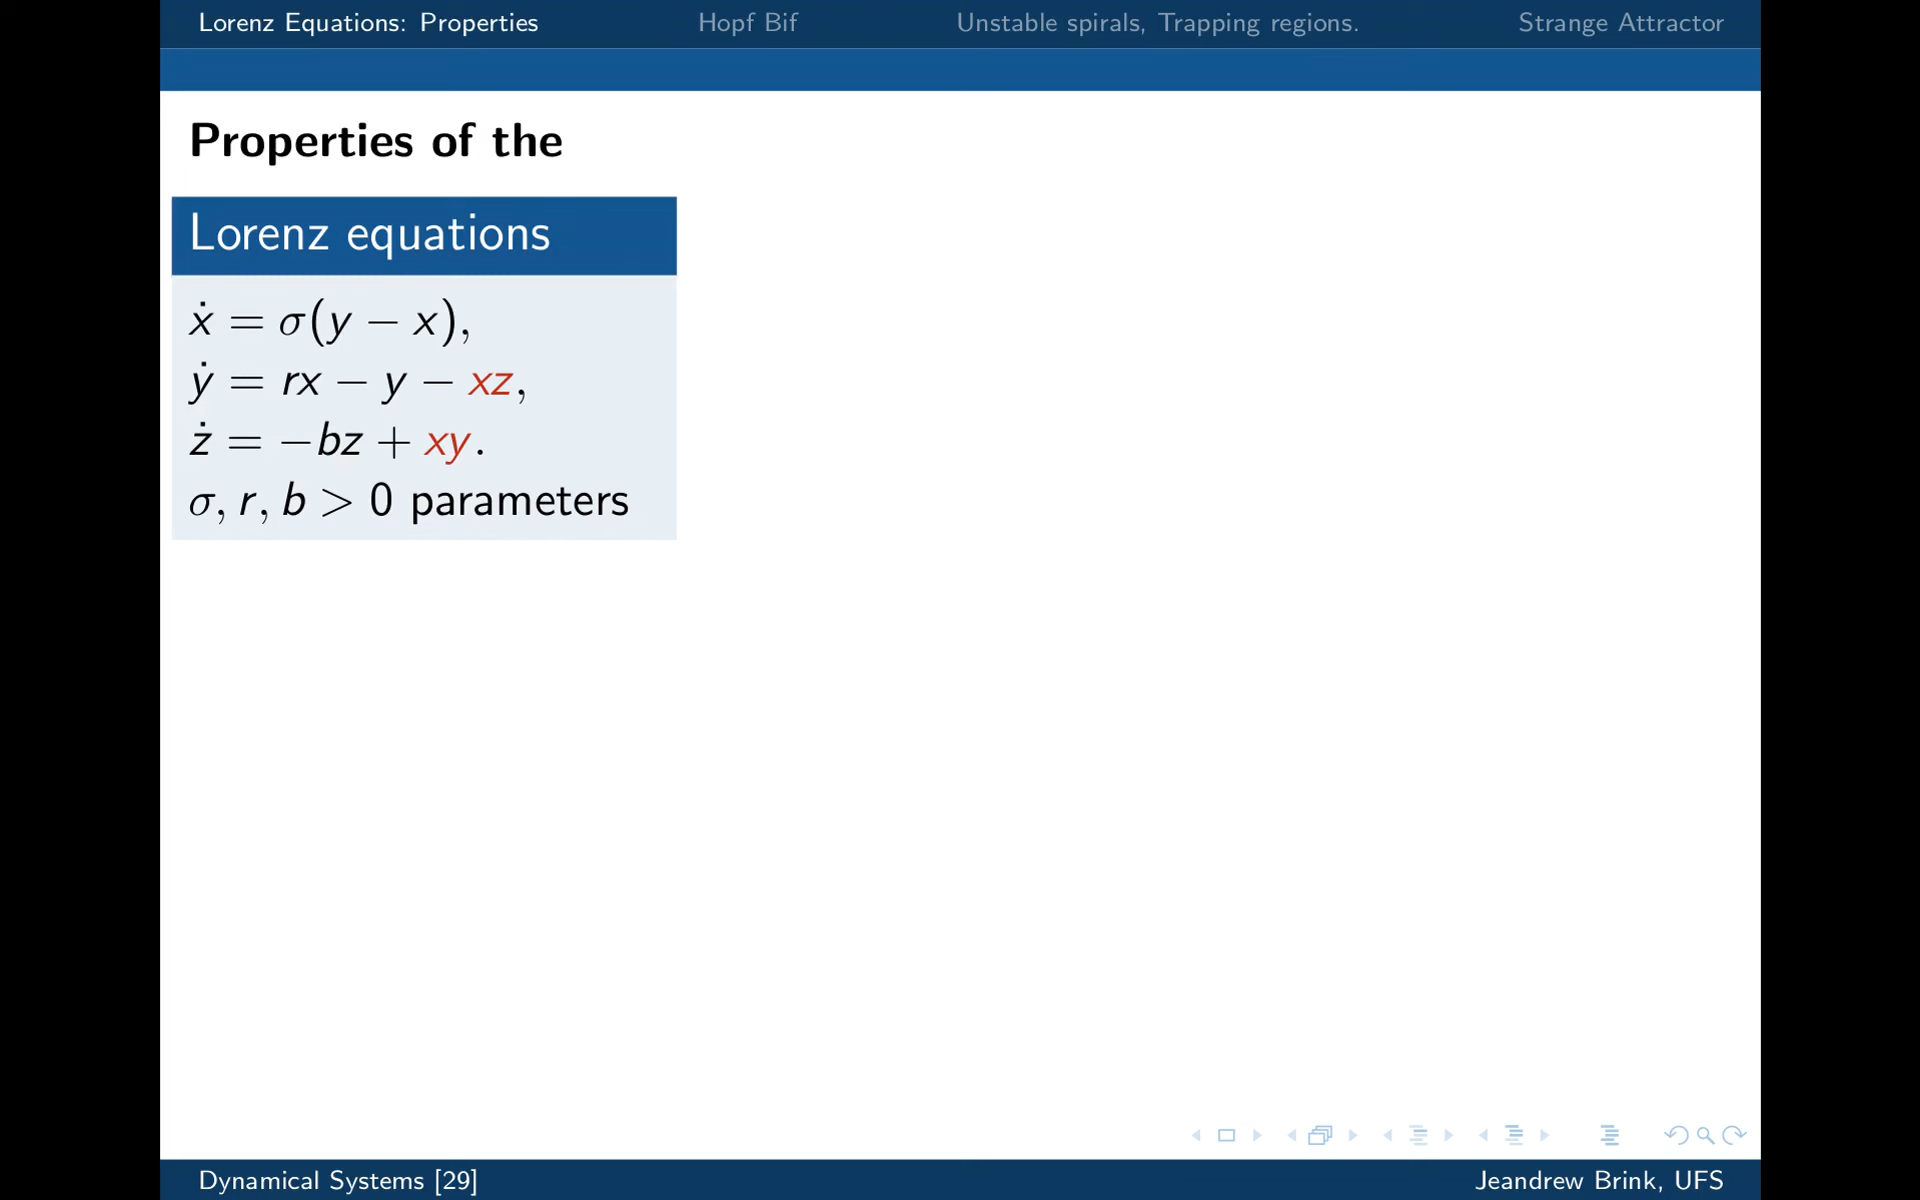 Lorenz Equations: Properties Hopf Bif Unstable spirals, Trapping regions. Strange Attractor
Properties of the
Lorenz equations
ẋ = σ(y − x),
ẏ = rx − y − xz,
ż = −bz + xy.
σ, r, b > 0 parameters
Dynamical Systems [29] Jeandrew Brink, UFS